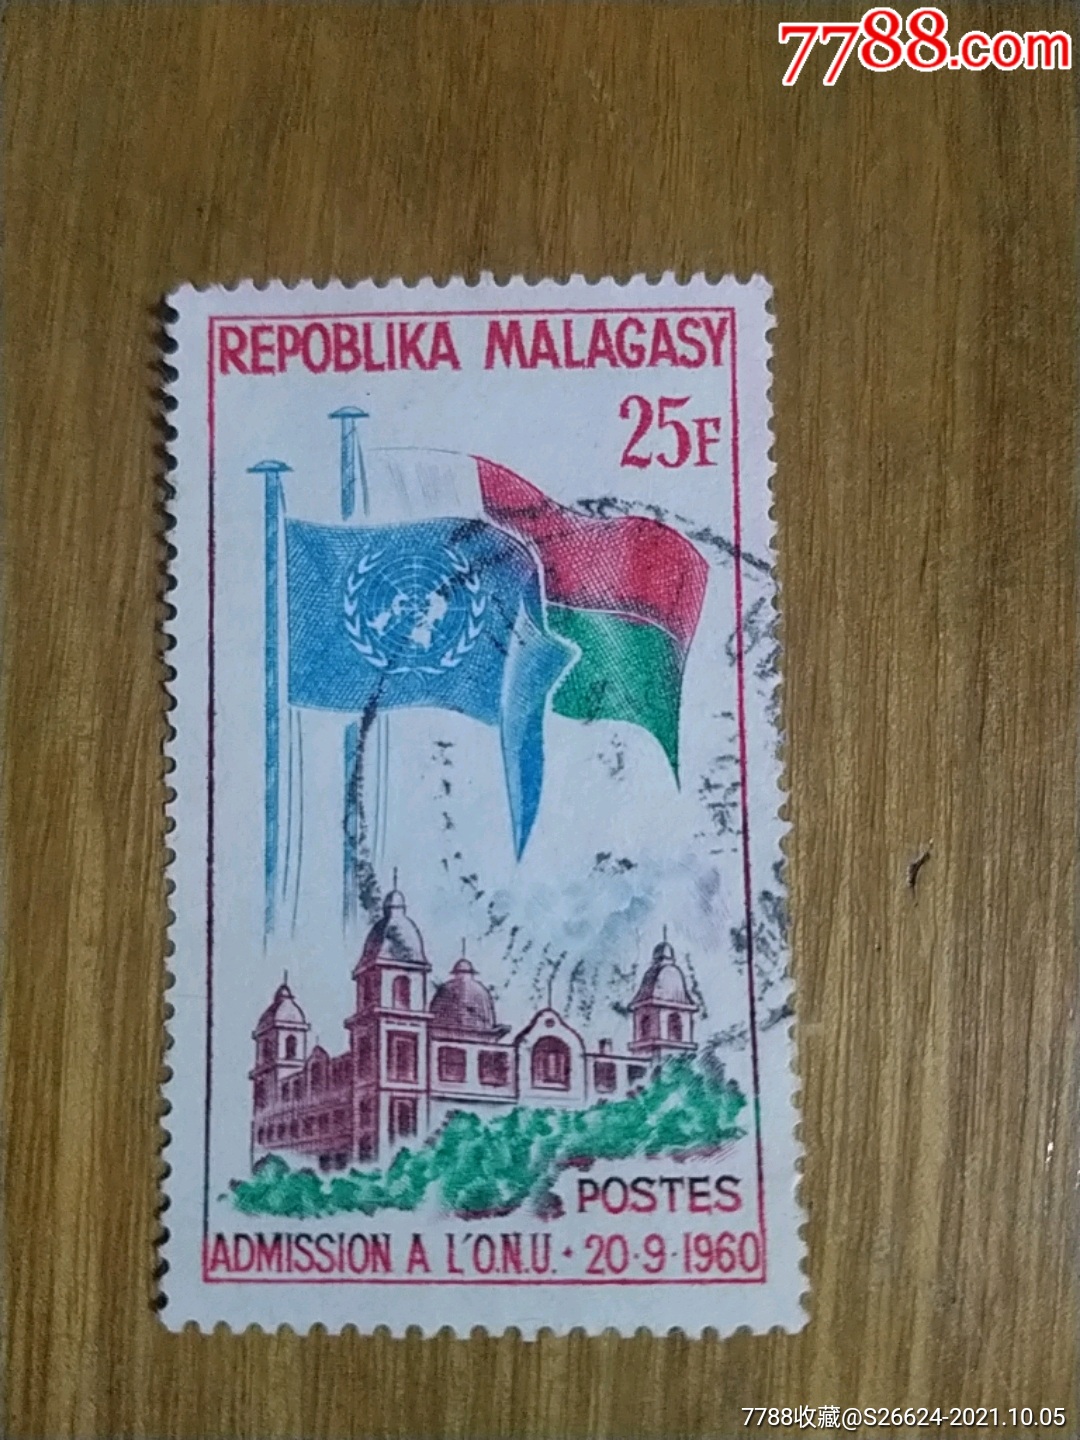 7788.com
REPOBLIKA MALAGASY
25F
POSTES
ADMISSION A L'O.N.U. · 20·9·1960
7788收藏@S26624-2021.10.05